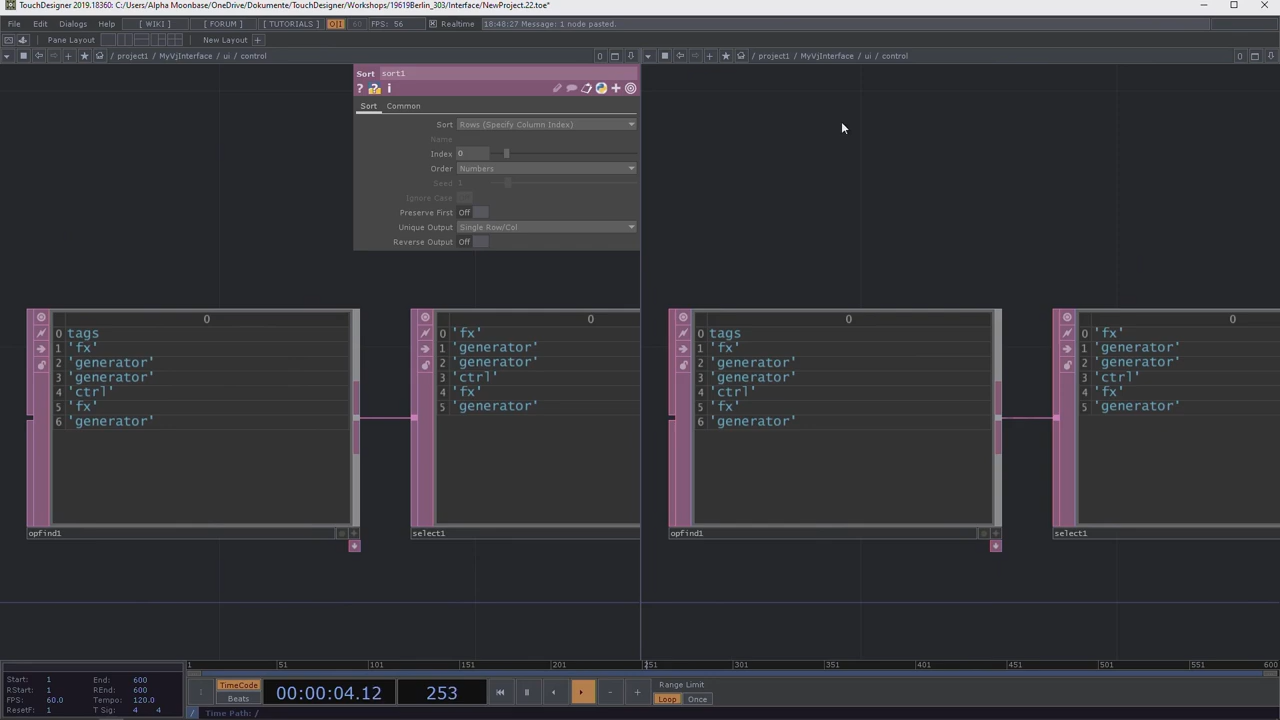 TouchDesigner 2019.18360: C:/Users/Alpha Moonbase/OneDrive/Dokumente/TouchDesigner/Workshops/19619Berlin_303/Interface/NewProject.22.toe*
File Edit Dialogs Help [ WIKI ] [ FORUM ] [ TUTORIALS ] O|I 60 FPS: 56 Realtime 18:48:27 Message: 1 node pasted.
Pane Layout New Layout +
/ project1 / MyVjInterface / ui / control 0
/ project1 / MyVjInterface / ui / control 0
Sort sort1
? ? i
Sort Common
Sort Rows (Specify Column Index)
Name
Index 0
Order Numbers
Seed 1
Ignore Case
Preserve First Off
Unique Output Single Row/Col
Reverse Output Off
0
0 tags
1 'fx'
2 'generator'
3 'generator'
4 'ctrl'
5 'fx'
6 'generator'
opfind1
0
0 'fx'
1 'generator'
2 'generator'
3 'ctrl'
4 'fx'
5 'generator'
select1
0
0 tags
1 'fx'
2 'generator'
3 'generator'
4 'ctrl'
5 'fx'
6 'generator'
opfind1
0
0 'fx'
1 'generator'
2 'generator'
3 'ctrl'
4 'fx'
5 'generator'
select1
1 51 101 151 201 251 301 351 401 451 501 551 600
Start: 1 End: 600
RStart: 1 REnd: 600
FPS: 60.0 Tempo: 120.0
ResetF: 1 T Sig: 4 4
TimeCode
Beats
00:00:04.12
253
Range Limit
Loop Once
/ Time Path: /